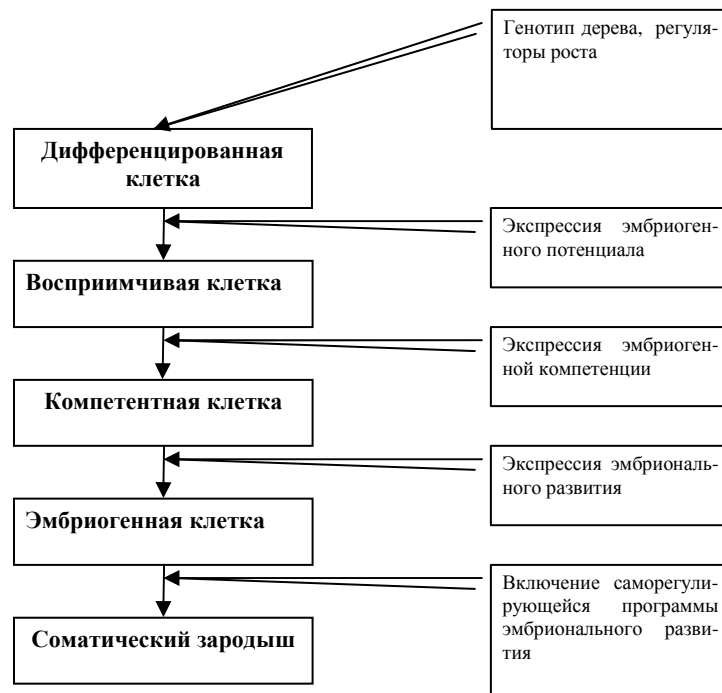 Генотип дерева, регуля-
торы роста
Дифференцированная
клетка
Экспрессия эмбриоген-
ного потенциала
Восприимчивая клетка
Экспрессия эмбриоген-
ной компетенции
Компетентная клетка
Экспрессия эмбриональ-
ного развития
Эмбриогенная клетка
Включение саморегули-
рующейся программы
эмбрионального разви-
тия
Соматический зародыш